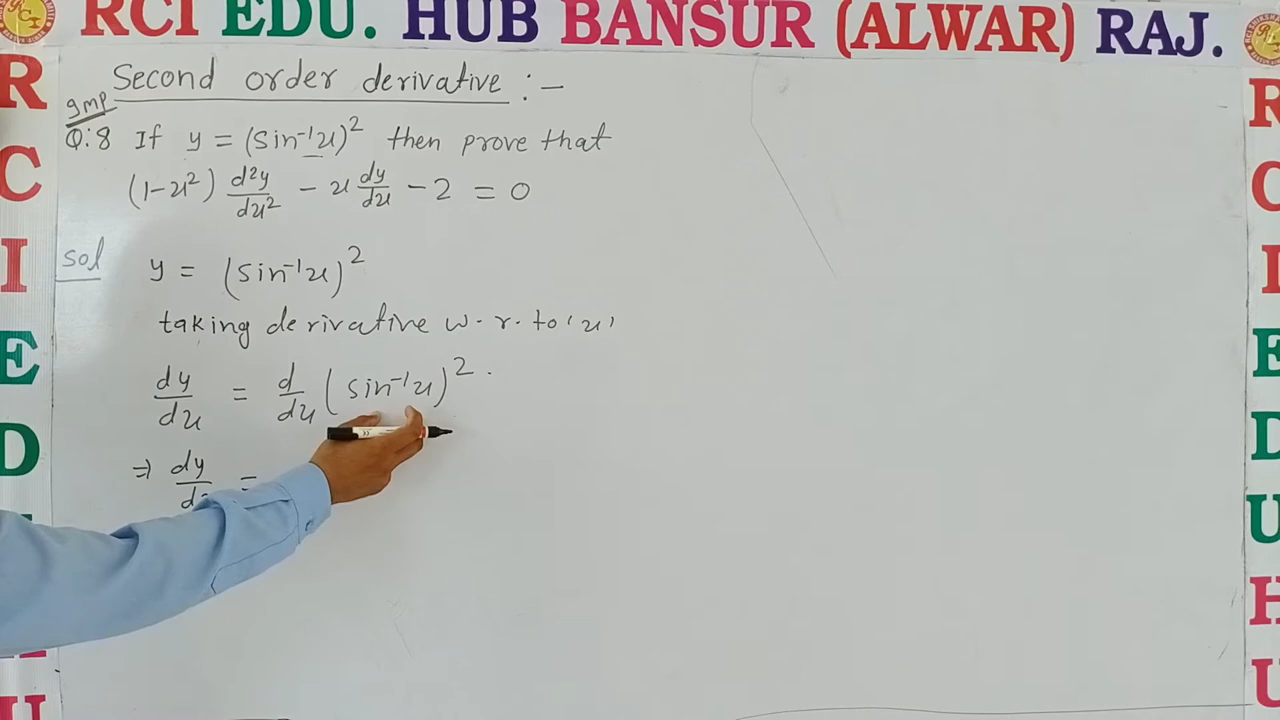 RCI EDU. HUB BANSUR (ALWAR) RAJ.
R
C
I
E
D
U
R
C
I
E
D
U
H
U
Second order derivative :-
Imp
Q:8 If y = (sin⁻¹x)² then prove that
(1-x²) d²y/dx² - x dy/dx - 2 = 0
Sol y = (sin⁻¹x)²
taking derivative w.r.to 'x'
dy/dx = d/dx (sin⁻¹x)².
⇒ dy/dx =